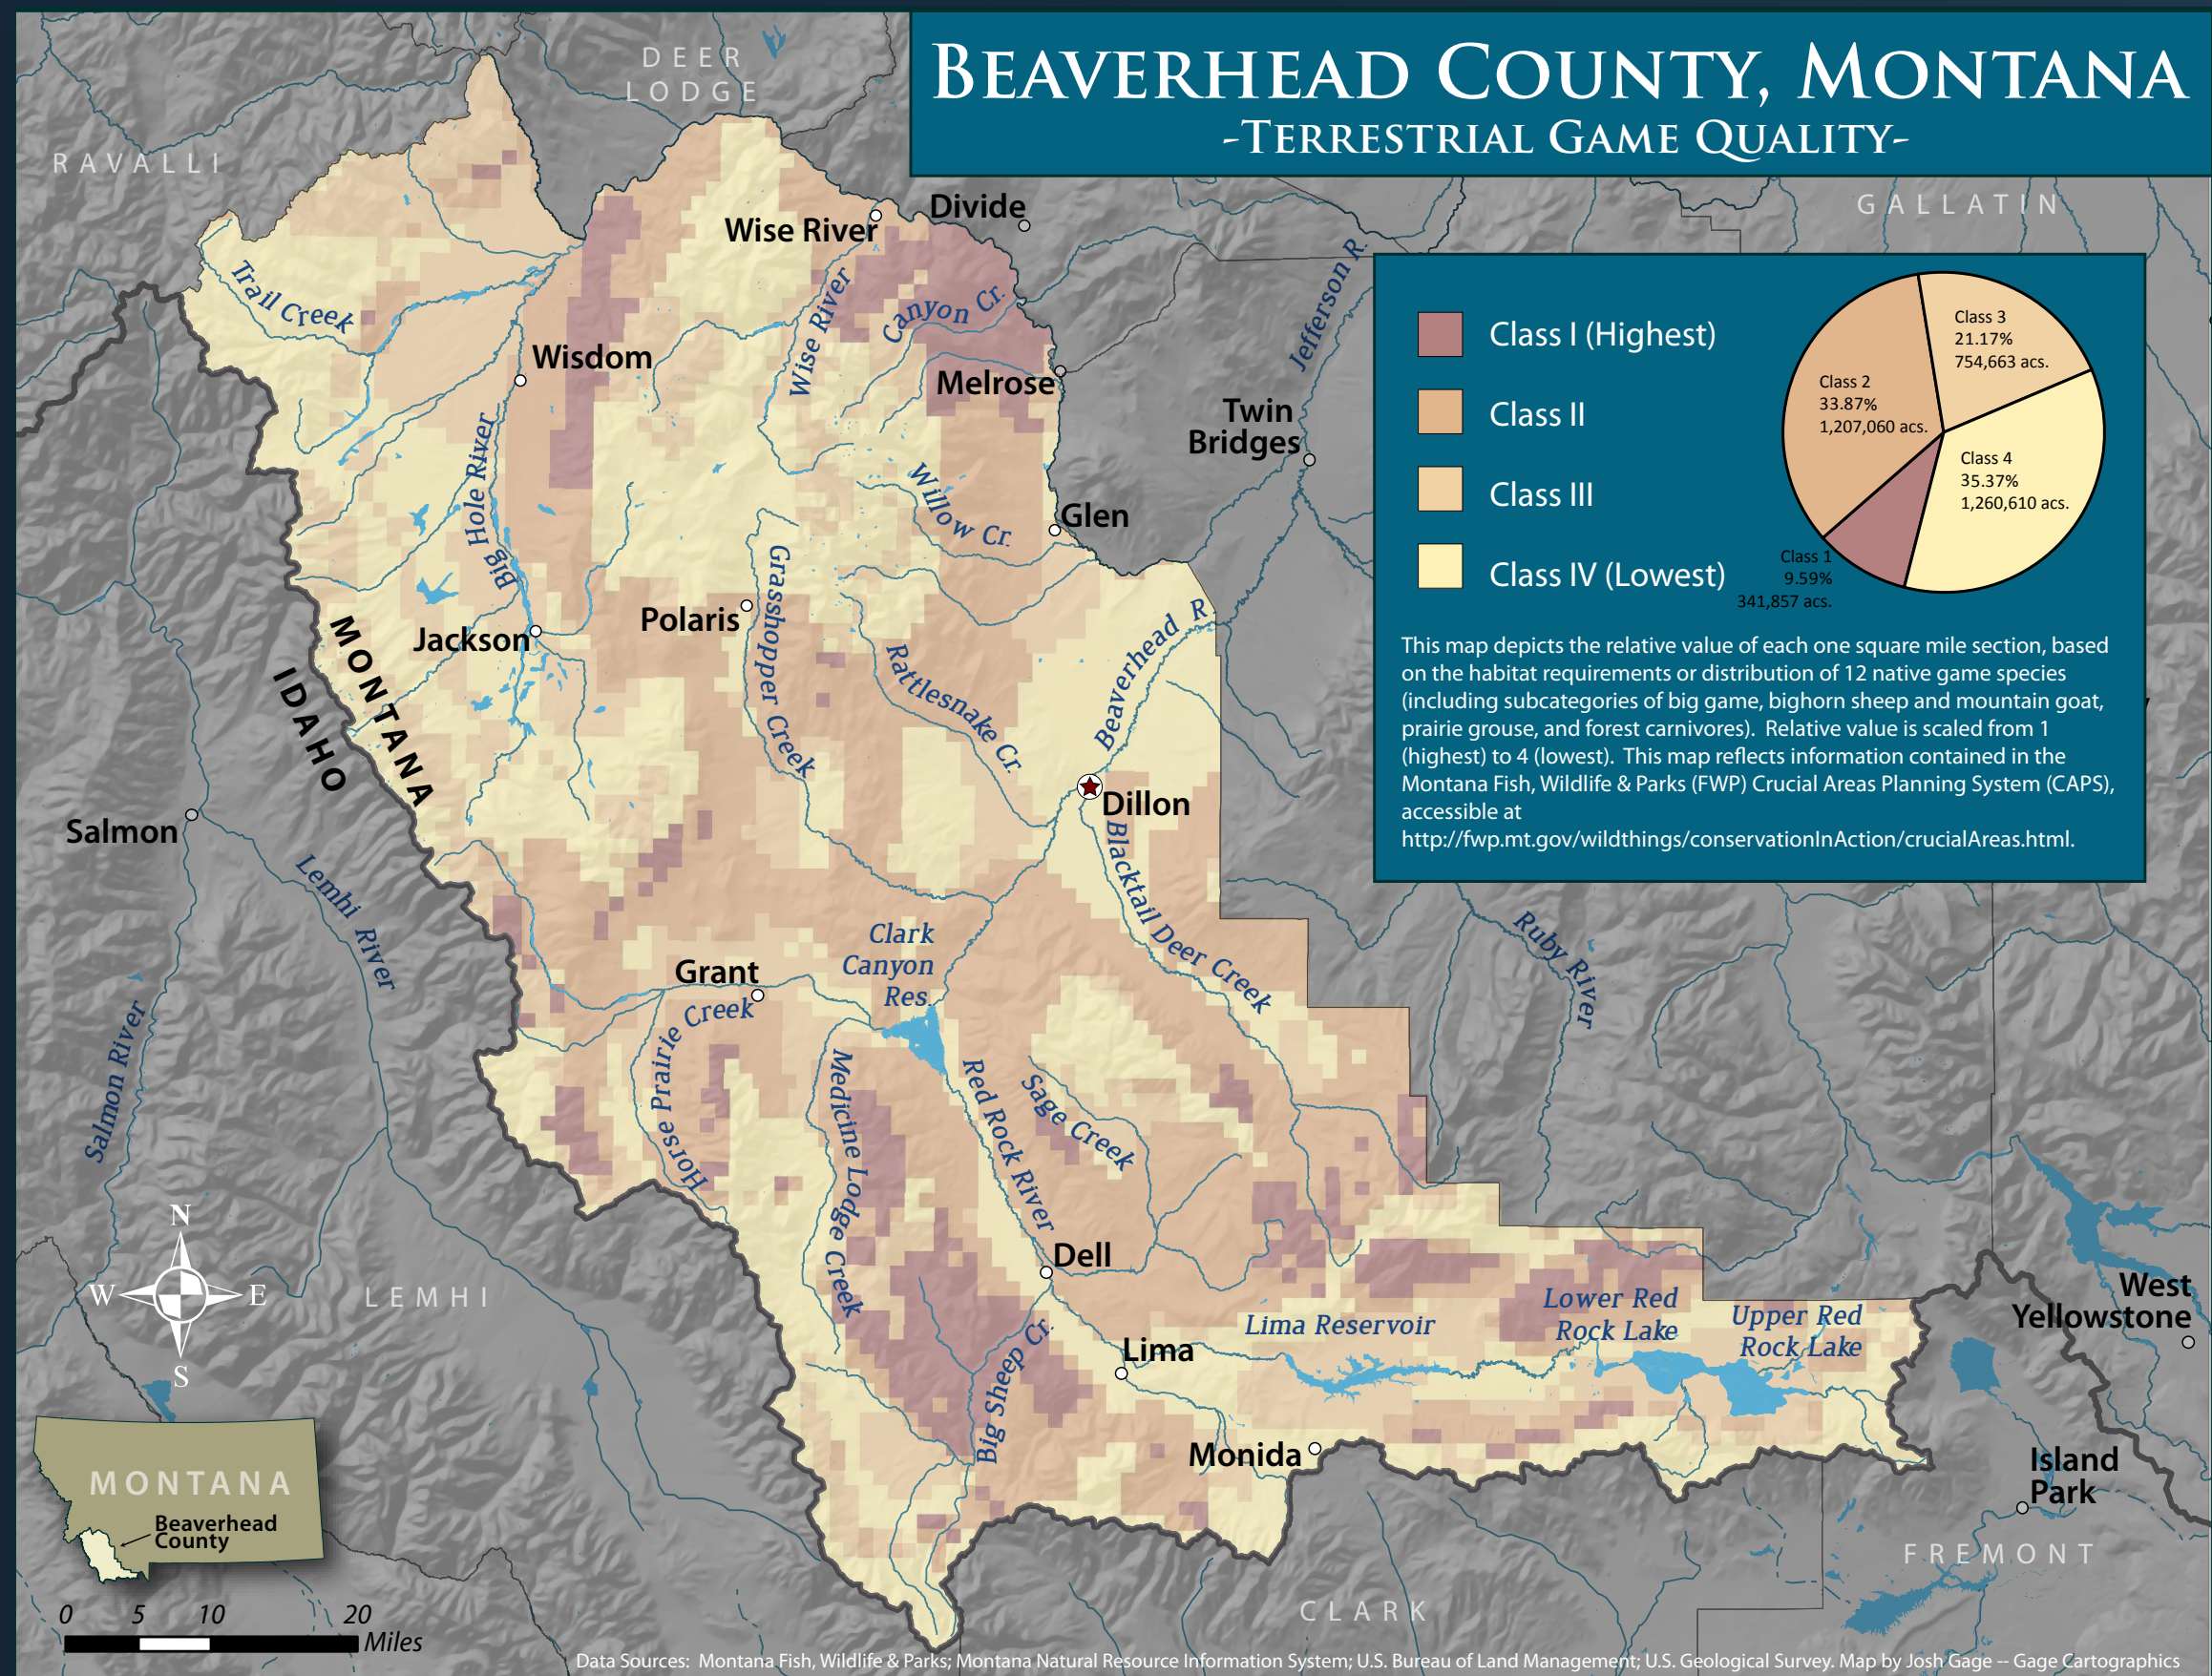 BEAVERHEAD COUNTY, MONTANA
-TERRESTRIAL GAME QUALITY-
DEER
LODGE
RAVALLI
GALLATIN
Divide
Wise River
Trail Creek
Wise River
Canyon Cr.
Jefferson R.
Wisdom
Melrose
Twin
Bridges
Big Hole River
Willow Cr.
Glen
Grasshopper Creek
Polaris
Jackson
MONTANA
IDAHO
Rattlesnake Cr.
Beaverhead R.
Dillon
Salmon
Lemhi River
Blacktail Deer Creek
Ruby River
Clark
Canyon
Res.
Grant
Horse Prairie Creek
Salmon River
Medicine Lodge Creek
Red Rock River
Sage Creek
Dell
Big Sheep Cr.
Lima
Lima Reservoir
Lower Red
Rock Lake
Upper Red
Rock Lake
West
Yellowstone
Monida
Island
Park
LEMHI
CLARK
FREMONT
Class I (Highest)
Class II
Class III
Class IV (Lowest)
Class 3
21.17%
754,663 acs.
Class 2
33.87%
1,207,060 acs.
Class 4
35.37%
1,260,610 acs.
Class 1
9.59%
341,857 acs.
This map depicts the relative value of each one square mile section, based
on the habitat requirements or distribution of 12 native game species
(including subcategories of big game, bighorn sheep and mountain goat,
prairie grouse, and forest carnivores).  Relative value is scaled from 1
(highest) to 4 (lowest).  This map reflects information contained in the
Montana Fish, Wildlife & Parks (FWP) Crucial Areas Planning System (CAPS),
accessible at
http://fwp.mt.gov/wildthings/conservationInAction/crucialAreas.html.
N
W E
S
MONTANA
Beaverhead
County
0 5 10 20
Miles
Data Sources:  Montana Fish, Wildlife & Parks; Montana Natural Resource Information System; U.S. Bureau of Land Management; U.S. Geological Survey. Map by Josh Gage -- Gage Cartographics